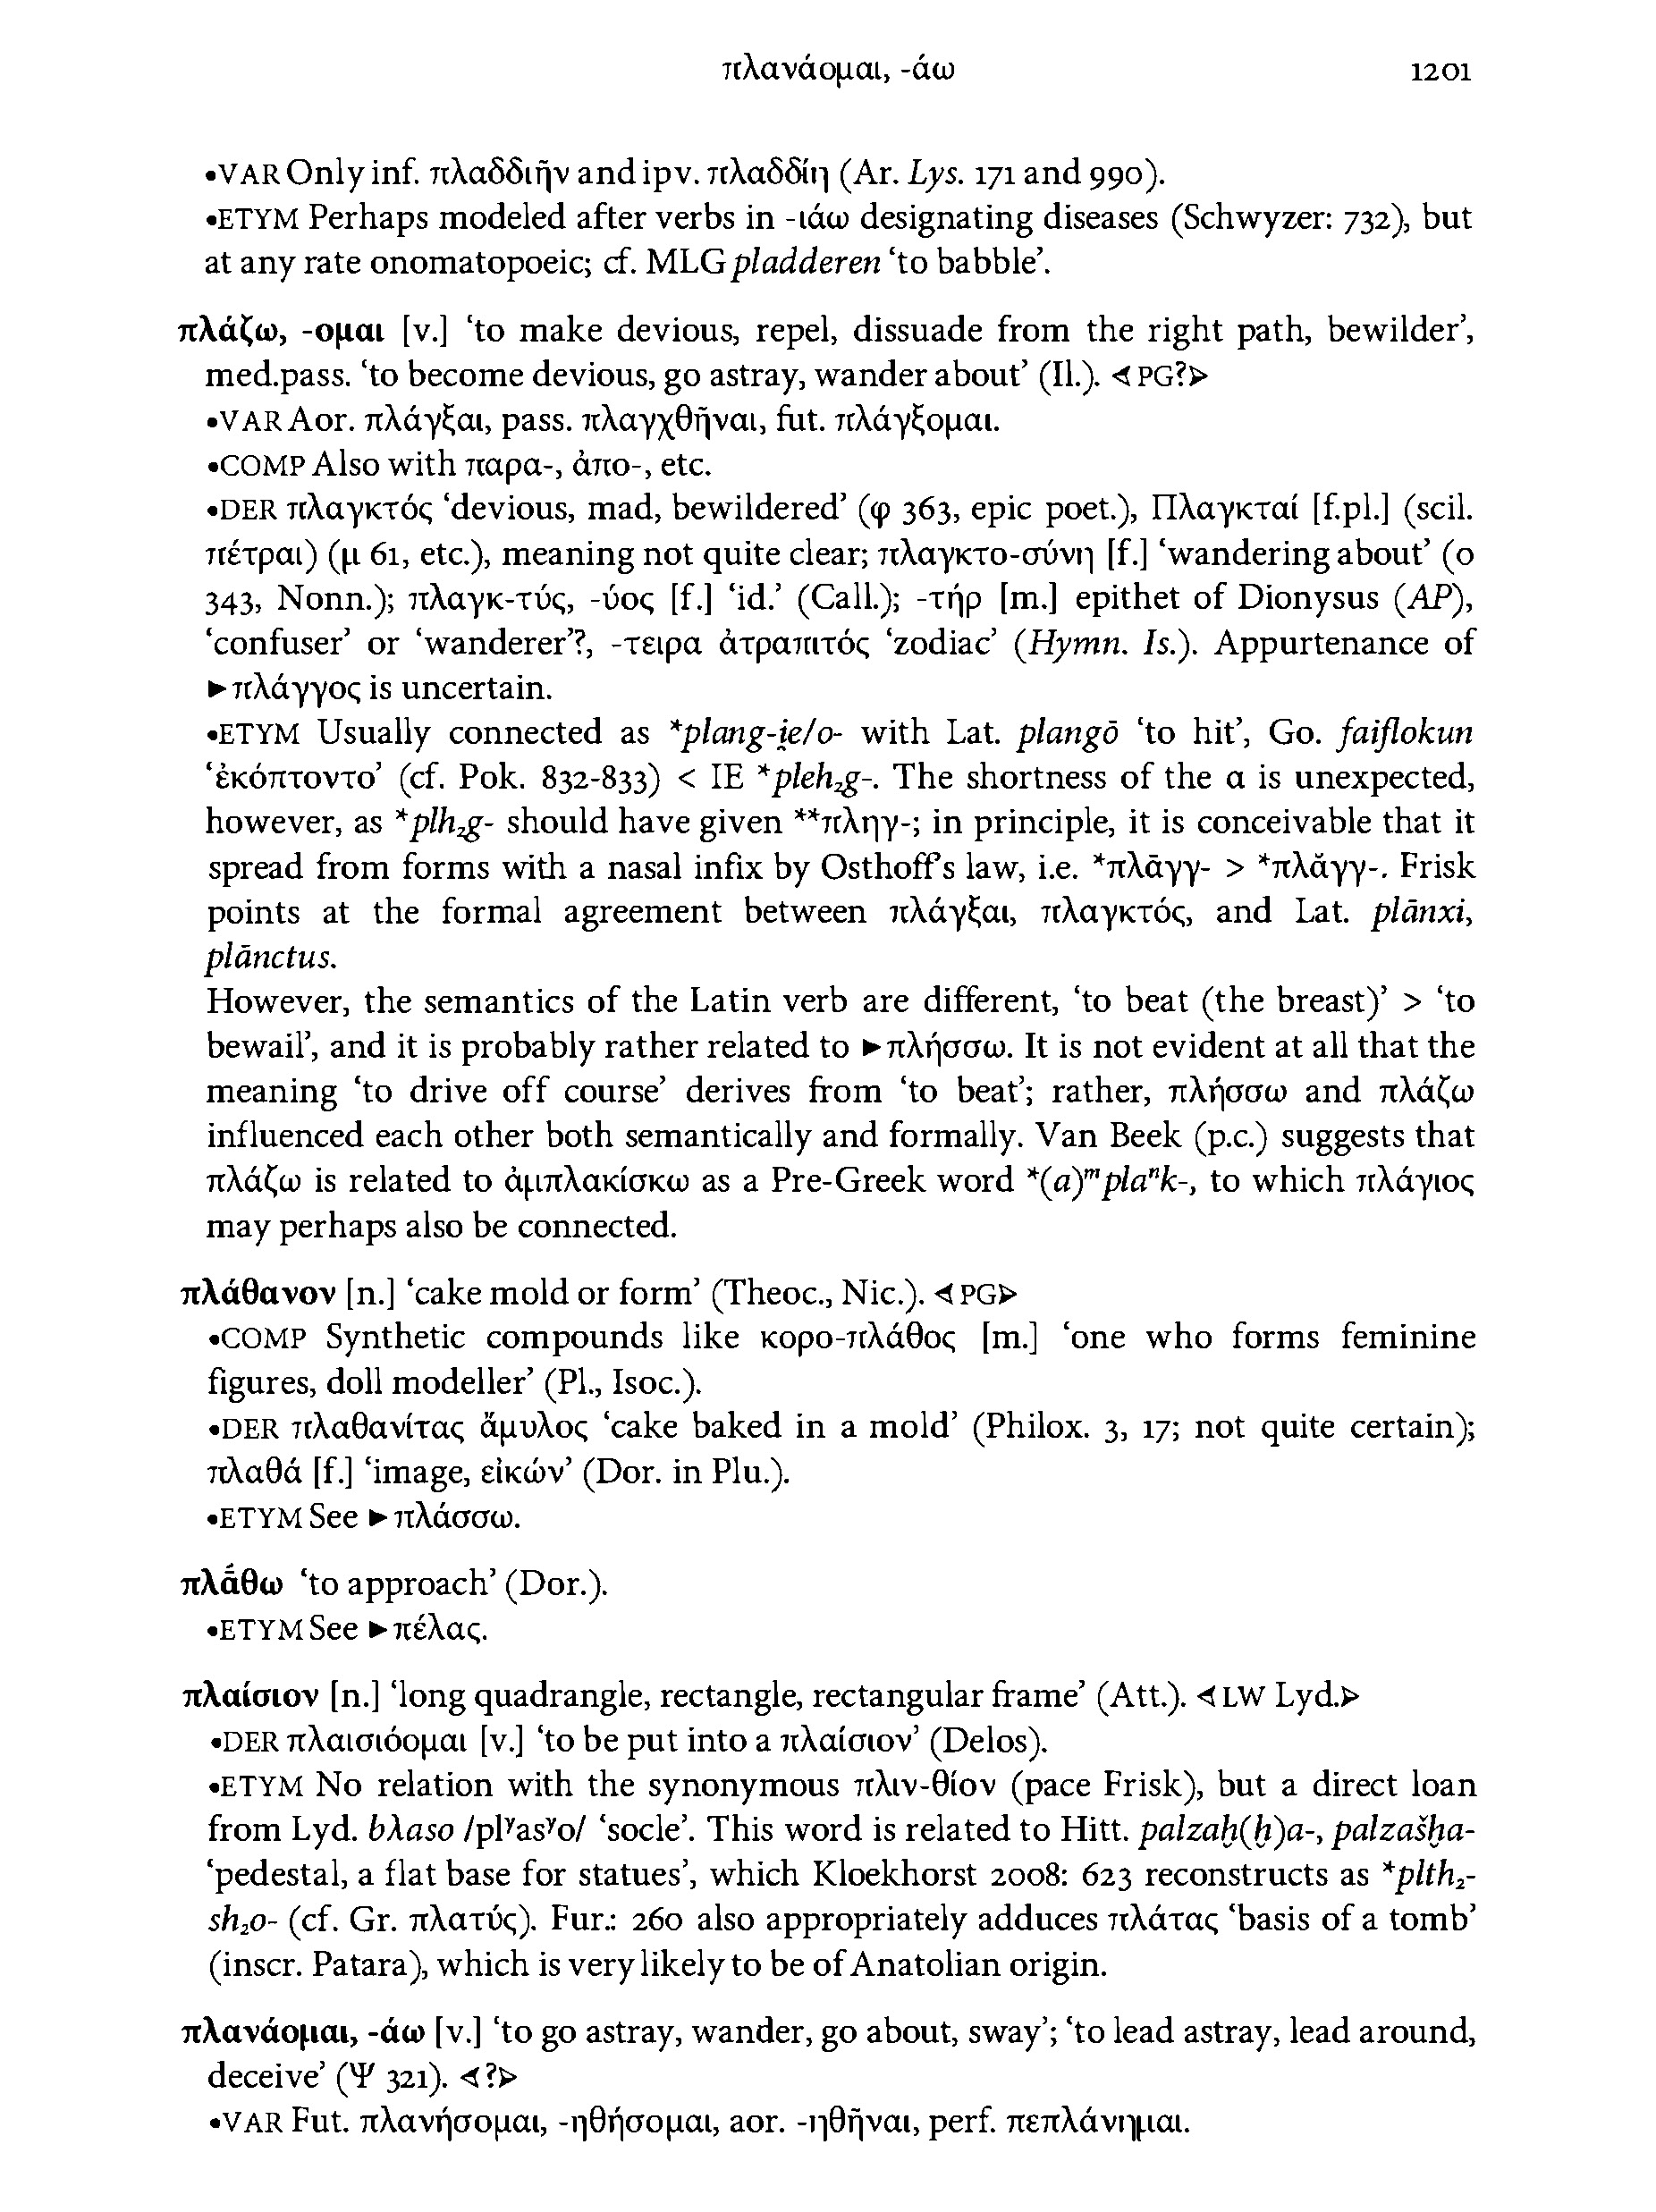 πλανάομαι, -άω 1201
•VAR Only inf. πλαδδιῆν and ipv. πλαδδίη (Ar. Lys. 171 and 990).
•ETYM Perhaps modeled after verbs in -ιάω designating diseases (Schwyzer: 732), but
at any rate onomatopoeic; cf. MLG pladderen ‘to babble’.
πλάζω, -ομαι [v.] ‘to make devious, repel, dissuade from the right path, bewilder’,
med.pass. ‘to become devious, go astray, wander about’ (Il.). ⊲PG?⊳
•VAR Aor. πλάγξαι, pass. πλαγχθῆναι, fut. πλάγξομαι.
•COMP Also with παρα-, ἀπο-, etc.
•DER πλαγκτός ‘devious, mad, bewildered’ (φ 363, epic poet.), Πλαγκταί [f.pl.] (scil.
πέτραι) (μ 61, etc.), meaning not quite clear; πλαγκτο-σύνη [f.] ‘wandering about’ (ο
343, Nonn.); πλαγκ-τύς, -ύος [f.] ‘id.’ (Call.); -τήρ [m.] epithet of Dionysus (AP),
‘confuser’ or ‘wanderer’?, -τειρα ἀτραπιτός ‘zodiac’ (Hymn. Is.). Appurtenance of
►πλάγγος is uncertain.
•ETYM Usually connected as *plang-i̯e/o- with Lat. plangō ‘to hit’, Go. faiflokun
‘ἐκόπτοντο’ (cf. Pok. 832-833) < IE *pleh₂g-. The shortness of the α is unexpected,
however, as *plh₂g- should have given **πληγ-; in principle, it is conceivable that it
spread from forms with a nasal infix by Osthoff’s law, i.e. *πλᾱγγ- > *πλᾰγγ-. Frisk
points at the formal agreement between πλάγξαι, πλαγκτός, and Lat. plānxi,
plānctus.
However, the semantics of the Latin verb are different, ‘to beat (the breast)’ > ‘to
bewail’, and it is probably rather related to ►πλήσσω. It is not evident at all that the
meaning ‘to drive off course’ derives from ‘to beat’; rather, πλήσσω and πλάζω
influenced each other both semantically and formally. Van Beek (p.c.) suggests that
πλάζω is related to ἀμπλακίσκω as a Pre-Greek word *(a)ᵐplaⁿk-, to which πλάγιος
may perhaps also be connected.
πλάθανον [n.] ‘cake mold or form’ (Theoc., Nic.). ⊲PG⊳
•COMP Synthetic compounds like κορο-πλάθος [m.] ‘one who forms feminine
figures, doll modeller’ (Pl., Isoc.).
•DER πλαθανίτας ἄμυλος ‘cake baked in a mold’ (Philox. 3, 17; not quite certain);
πλαθά [f.] ‘image, εἰκών’ (Dor. in Plu.).
•ETYM See ►πλάσσω.
πλᾱ́θω ‘to approach’ (Dor.).
•ETYM See ►πέλας.
πλαίσιον [n.] ‘long quadrangle, rectangle, rectangular frame’ (Att.). ⊲LW Lyd.⊳
•DER πλαισιόομαι [v.] ‘to be put into a πλαίσιον’ (Delos).
•ETYM No relation with the synonymous πλιν-θίον (pace Frisk), but a direct loan
from Lyd. bλaso /plʸasʸo/ ‘socle’. This word is related to Hitt. palzaḫ(ḫ)a-, palzašḫa-
‘pedestal, a flat base for statues’, which Kloekhorst 2008: 623 reconstructs as *plth₂-
sh₂o- (cf. Gr. πλατύς). Fur.: 260 also appropriately adduces πλάτας ‘basis of a tomb’
(inscr. Patara), which is very likely to be of Anatolian origin.
πλανάομαι, -άω [v.] ‘to go astray, wander, go about, sway’; ‘to lead astray, lead around,
deceive’ (Ψ 321). ⊲?⊳
•VAR Fut. πλανήσομαι, -ηθήσομαι, aor. -ηθῆναι, perf. πεπλάνημαι.